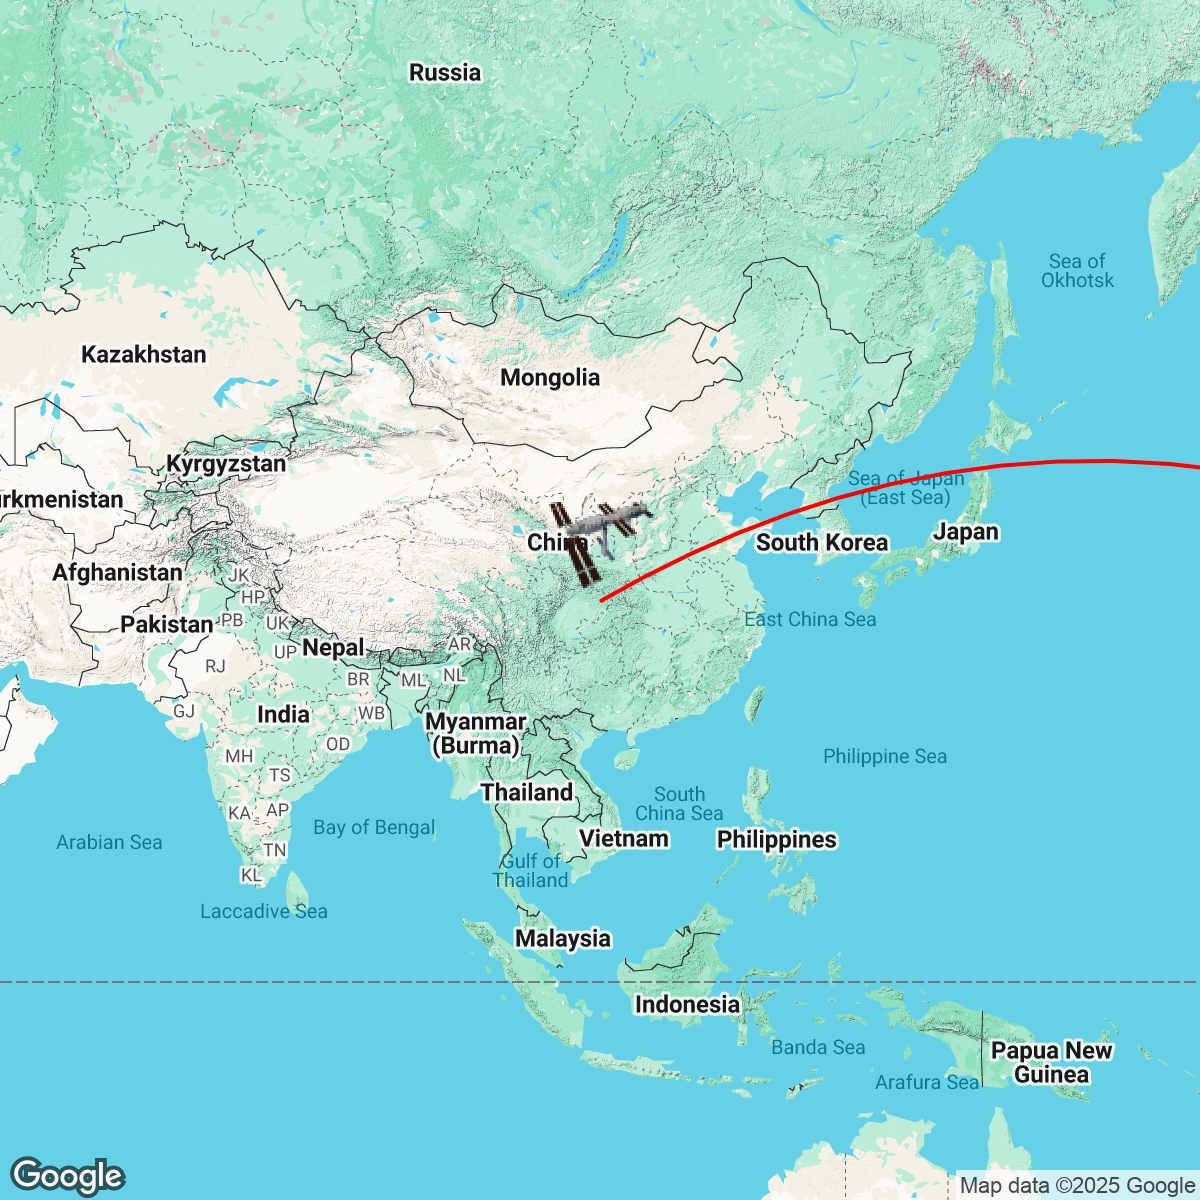 Russia
Sea of
Okhotsk
Kazakhstan
Mongolia
Kyrgyzstan
Sea of Japan
(East Sea)
Japan
South Korea
China
Afghanistan
JK
HP
Pakistan
PB
UK
East China Sea
Nepal
UP
AR
RJ
BR
ML
NL
GJ
India
WB
Myanmar
(Burma)
OD
MH
TS
Philippine Sea
Thailand
South
China Sea
KA
AP
Bay of Bengal
Arabian Sea
TN
Vietnam
Philippines
Gulf of
Thailand
KL
Laccadive Sea
Malaysia
Indonesia
Banda Sea
Papua New
Guinea
Arafura Sea
Google
Map data ©2025 Google